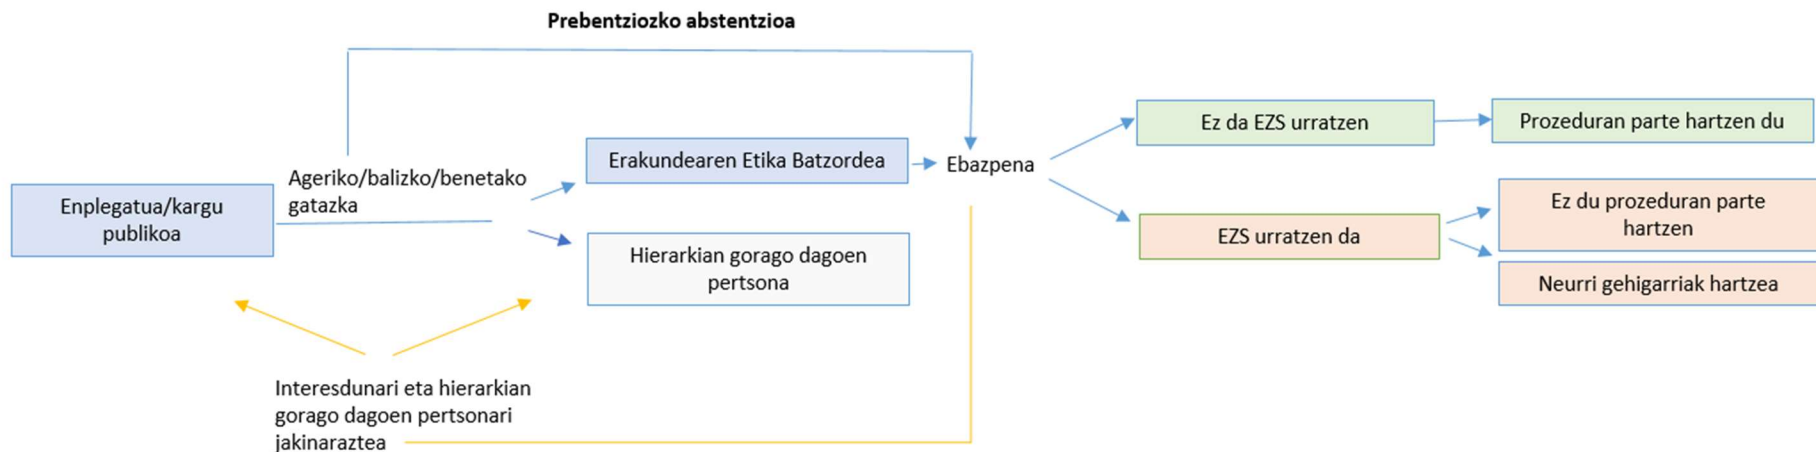 Prebentziozko abstentzioa
Ageriko/balizko/benetako
gatazka
Enplegatua/kargu
publikoa
Erakundearen Etika Batzordea
Hierarkian gorago dagoen
pertsona
Ebazpena
Ez da EZS urratzen
Prozeduran parte hartzen du
EZS urratzen da
Ez du prozeduran parte
hartzen
Neurri gehigarriak hartzea
Interesdunari eta hierarkian
gorago dagoen pertsonari
jakinaraztea